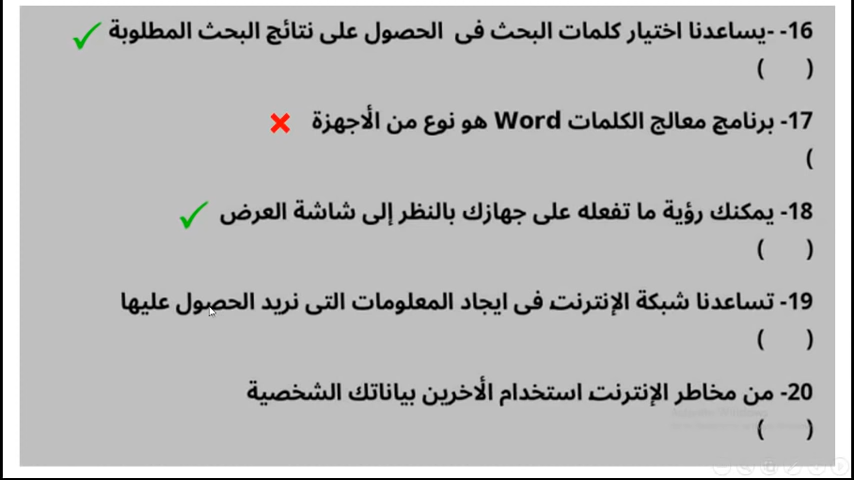 16- -يساعدنا اختيار كلمات البحث فى الحصول على نتائج البحث المطلوبة
( )
17- برنامج معالج الكلمات Word هو نوع من الأجهزة
(
18- يمكنك رؤية ما تفعله على جهازك بالنظر إلى شاشة العرض
( )
19- تساعدنا شبكة الإنترنت فى ايجاد المعلومات التى نريد الحصول عليها
( )
20- من مخاطر الإنترنت استخدام الأخرين بياناتك الشخصية
Activate Windows
( )